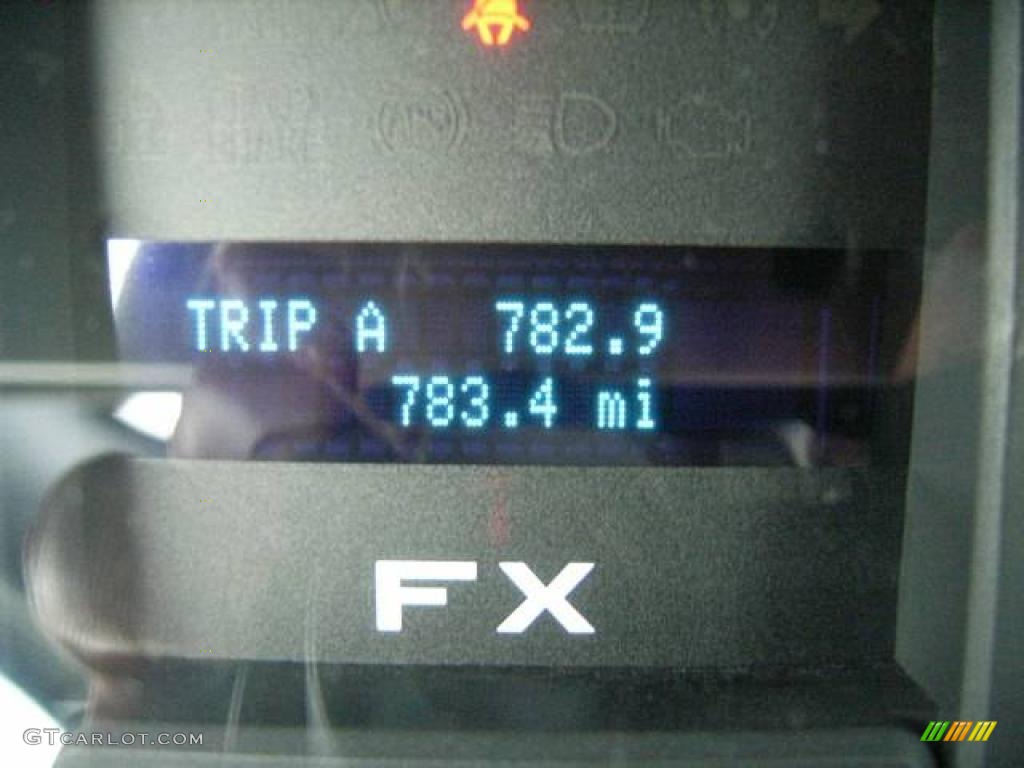 TRIP A 782.9
783.4 mi
FX
GTcarlot.com